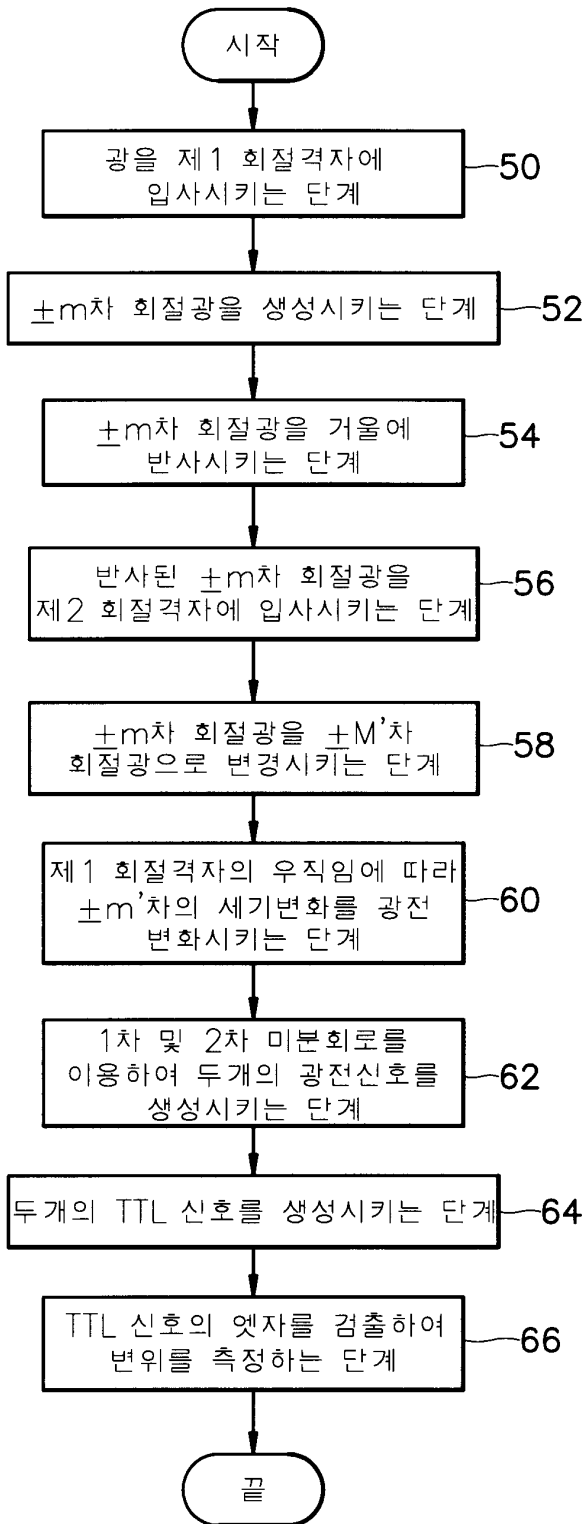 시작
광을 제1 회절격자에
입사시키는 단계
50
±m차 회절광을 생성시키는 단계
52
±m차 회절광을 거울에
반사시키는 단계
54
반사된 ±m차 회절광을
제2 회절격자에 입사시키는 단계
56
±m차 회절광을 ±M'차
회절광으로 변경시키는 단계
58
제1 회절격자의 우직임에 따라
±m'차의 세기변화를 광전
변화시키는 단계
60
1차 및 2차 미분회로를
이용하여 두개의 광전신호를
생성시키는 단계
62
두개의 TTL 신호를 생성시키는 단계
64
TTL 신호의 엣자를 검출하여
변위를 측정하는 단계
66
끝